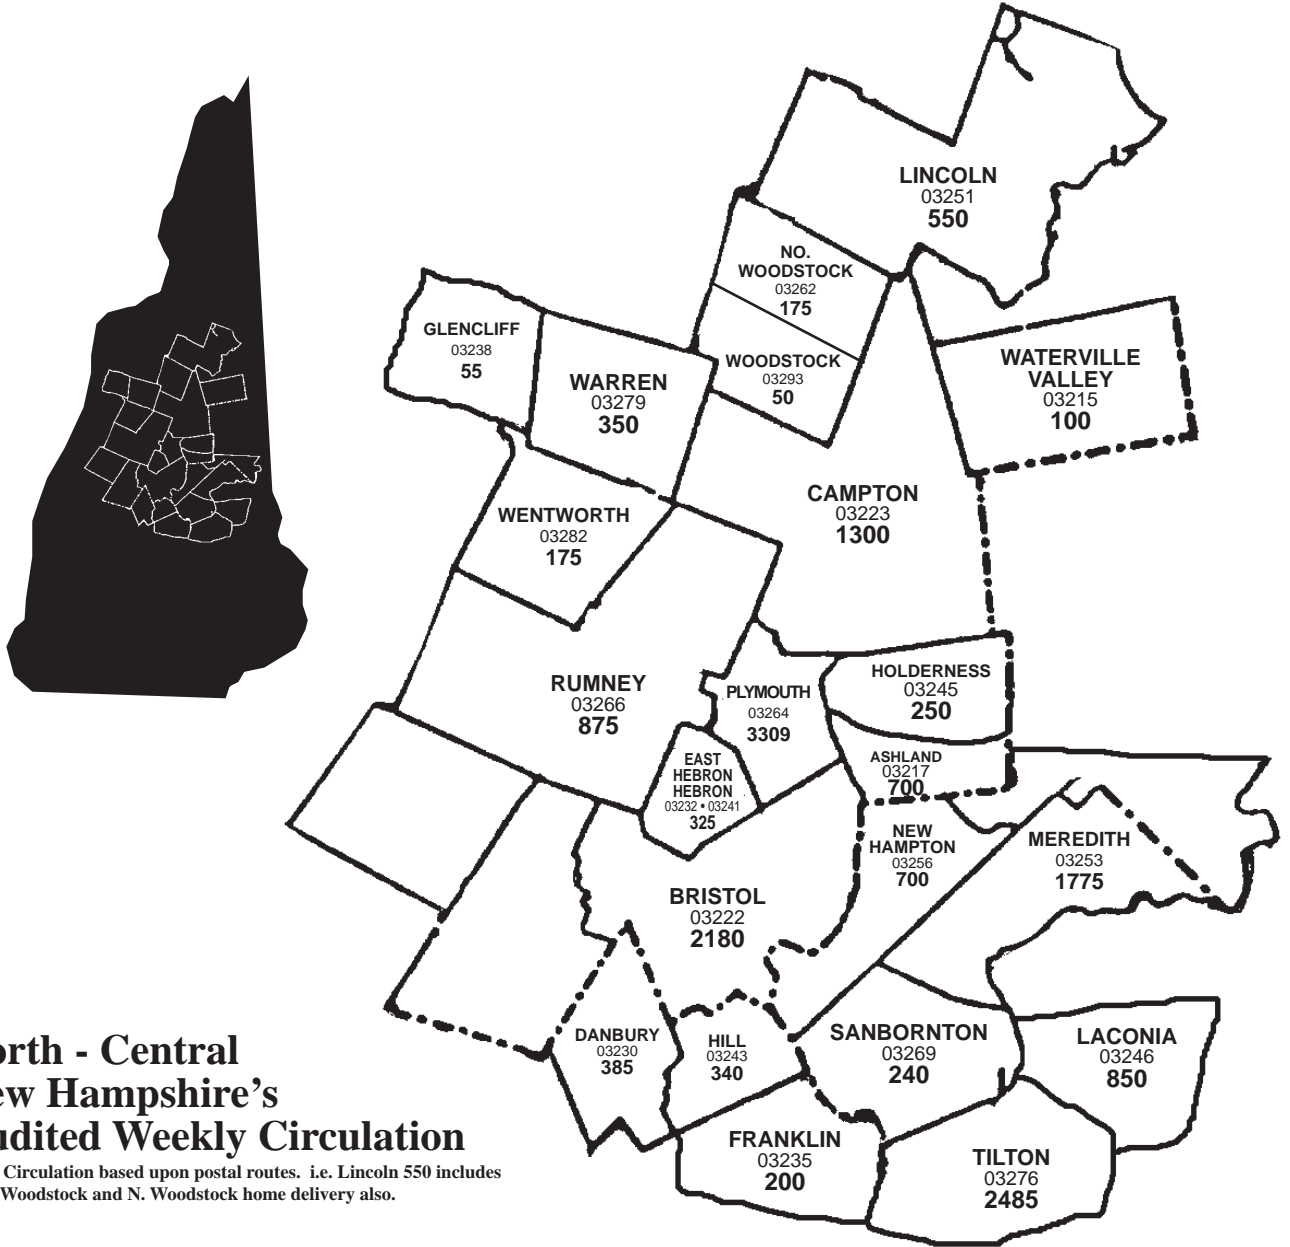 LINCOLN
03251
550
NO.
WOODSTOCK
03262
175
WOODSTOCK
03293
50
GLENCLIFF
03238
55
WARREN
03279
350
WATERVILLE
VALLEY
03215
100
CAMPTON
03223
1300
WENTWORTH
03282
175
RUMNEY
03266
875
PLYMOUTH
03264
3309
HOLDERNESS
03245
250
ASHLAND
03217
700
EAST
HEBRON
HEBRON
03232 • 03241
325
NEW
HAMPTON
03256
700
MEREDITH
03253
1775
BRISTOL
03222
2180
DANBURY
03230
385
HILL
03243
340
SANBORNTON
03269
240
LACONIA
03246
850
FRANKLIN
03235
200
TILTON
03276
2485
orth - Central
ew Hampshire's
udited Weekly Circulation
Circulation based upon postal routes. i.e. Lincoln 550 includes
Woodstock and N. Woodstock home delivery also.